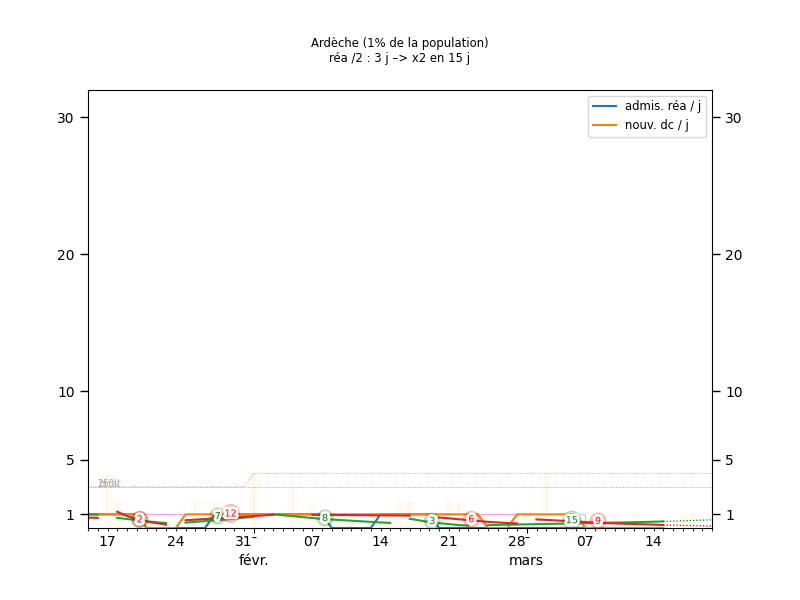 Ardèche (1% de la population)
réa /2 : 3 j –> x2 en 15 j
admis. réa / j
nouv. dc / j
30 30
20 20
10 10
5 5
1 1
2 7 12 8 3 6 15 9
17 24 31 07 14 21 28 07 14
févr. mars